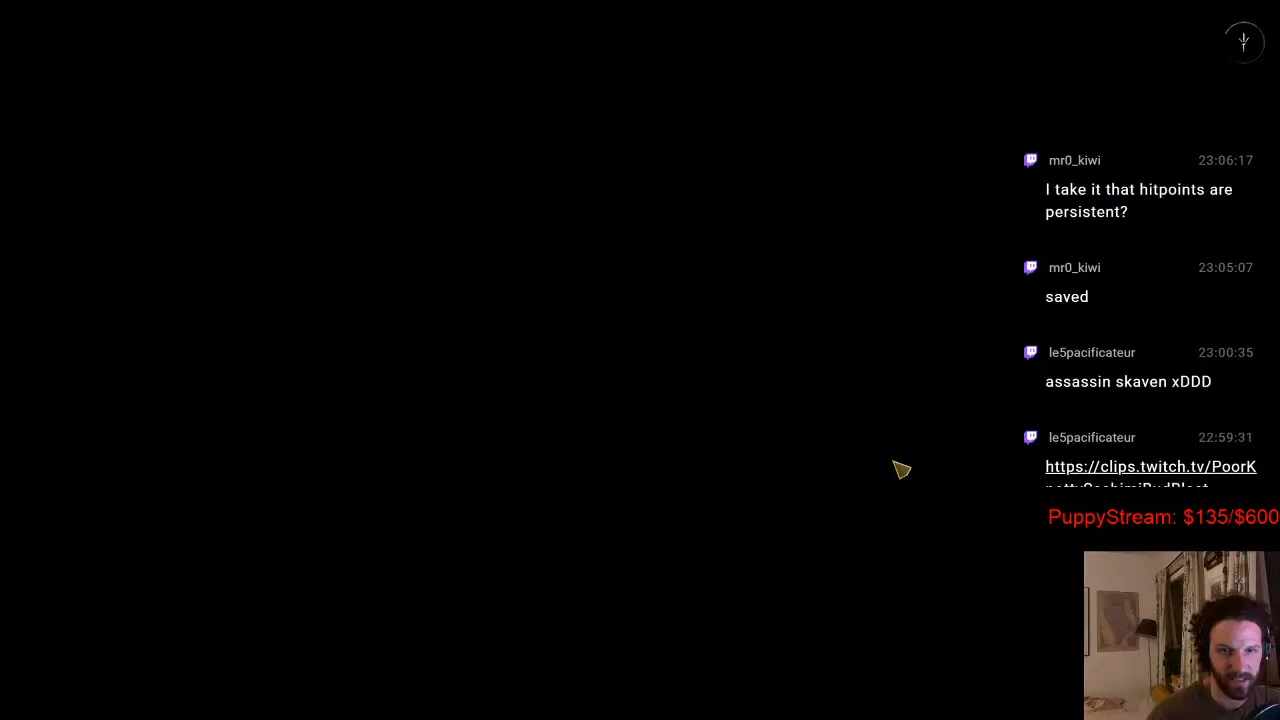 mr0_kiwi 23:06:17
I take it that hitpoints are
persistent?
mr0_kiwi 23:05:07
saved
le5pacificateur 23:00:35
assassin skaven xDDD
le5pacificateur 22:59:31
https://clips.twitch.tv/PoorK
PuppyStream: $135/$600